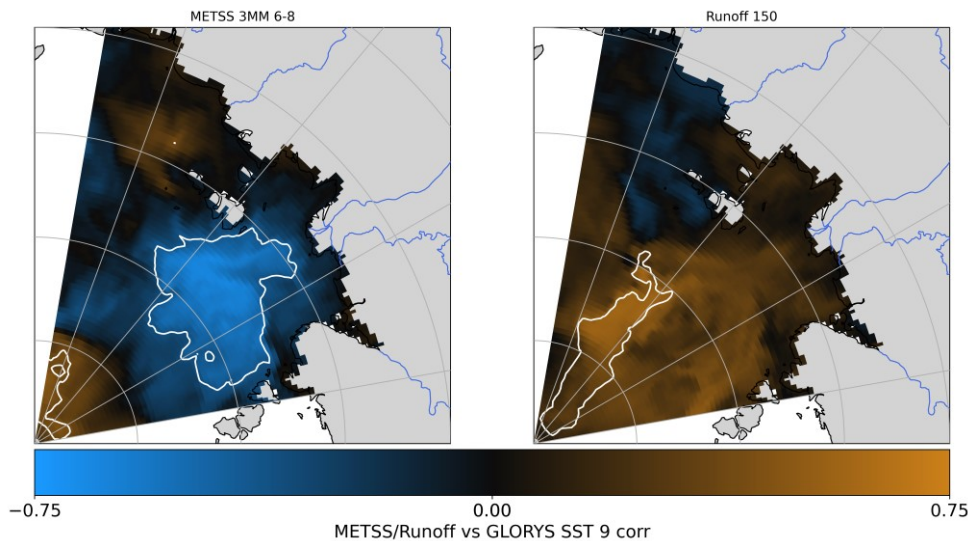 METSS 3MM 6-8
Runoff 150
−0.75
0.00
0.75
METSS/Runoff vs GLORYS SST 9 corr